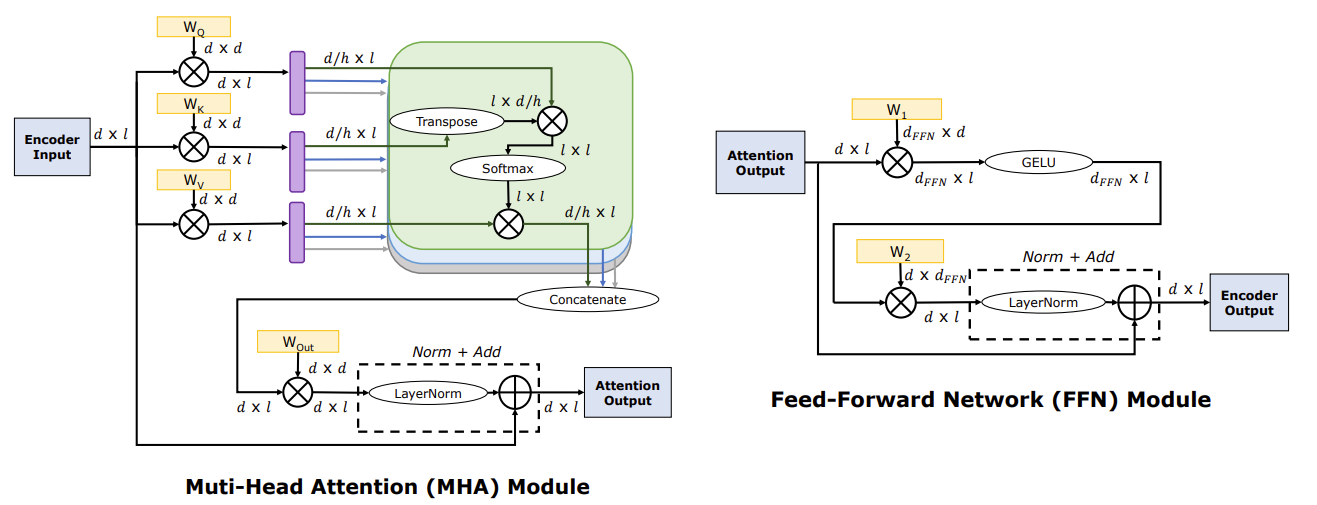 W_Q
d x d
d x l
W_K
d x d
d x l
W_V
d x d
d x l
Encoder
Input
d x l
d/h x l
d/h x l
d/h x l
l x d/h
Transpose
l x l
Softmax
l x l
d/h x l
Concatenate
W_Out
d x d
d x l
d x l
Norm + Add
LayerNorm
d x l
Attention
Output
Muti-Head Attention (MHA) Module
Attention
Output
d x l
W_1
d_FFN x d
d_FFN x l
GELU
d_FFN x l
W_2
d x d_FFN
d x l
Norm + Add
LayerNorm
d x l
Encoder
Output
Feed-Forward Network (FFN) Module